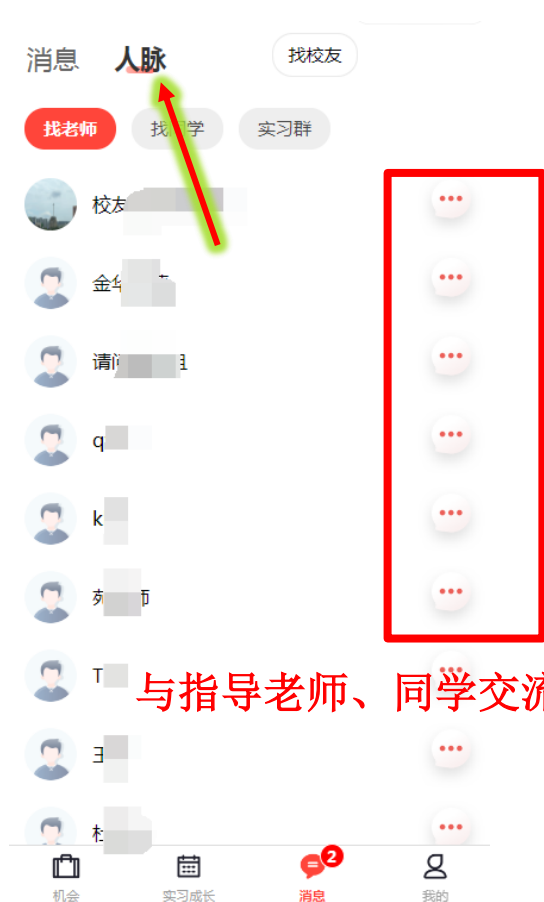 消息 人脉 找校友
找老师 找 学 实习群
校友
金华
请
q
k
师
T
与指导老师、同学交流
王
杜
2
机会 实习成长 消息 我的